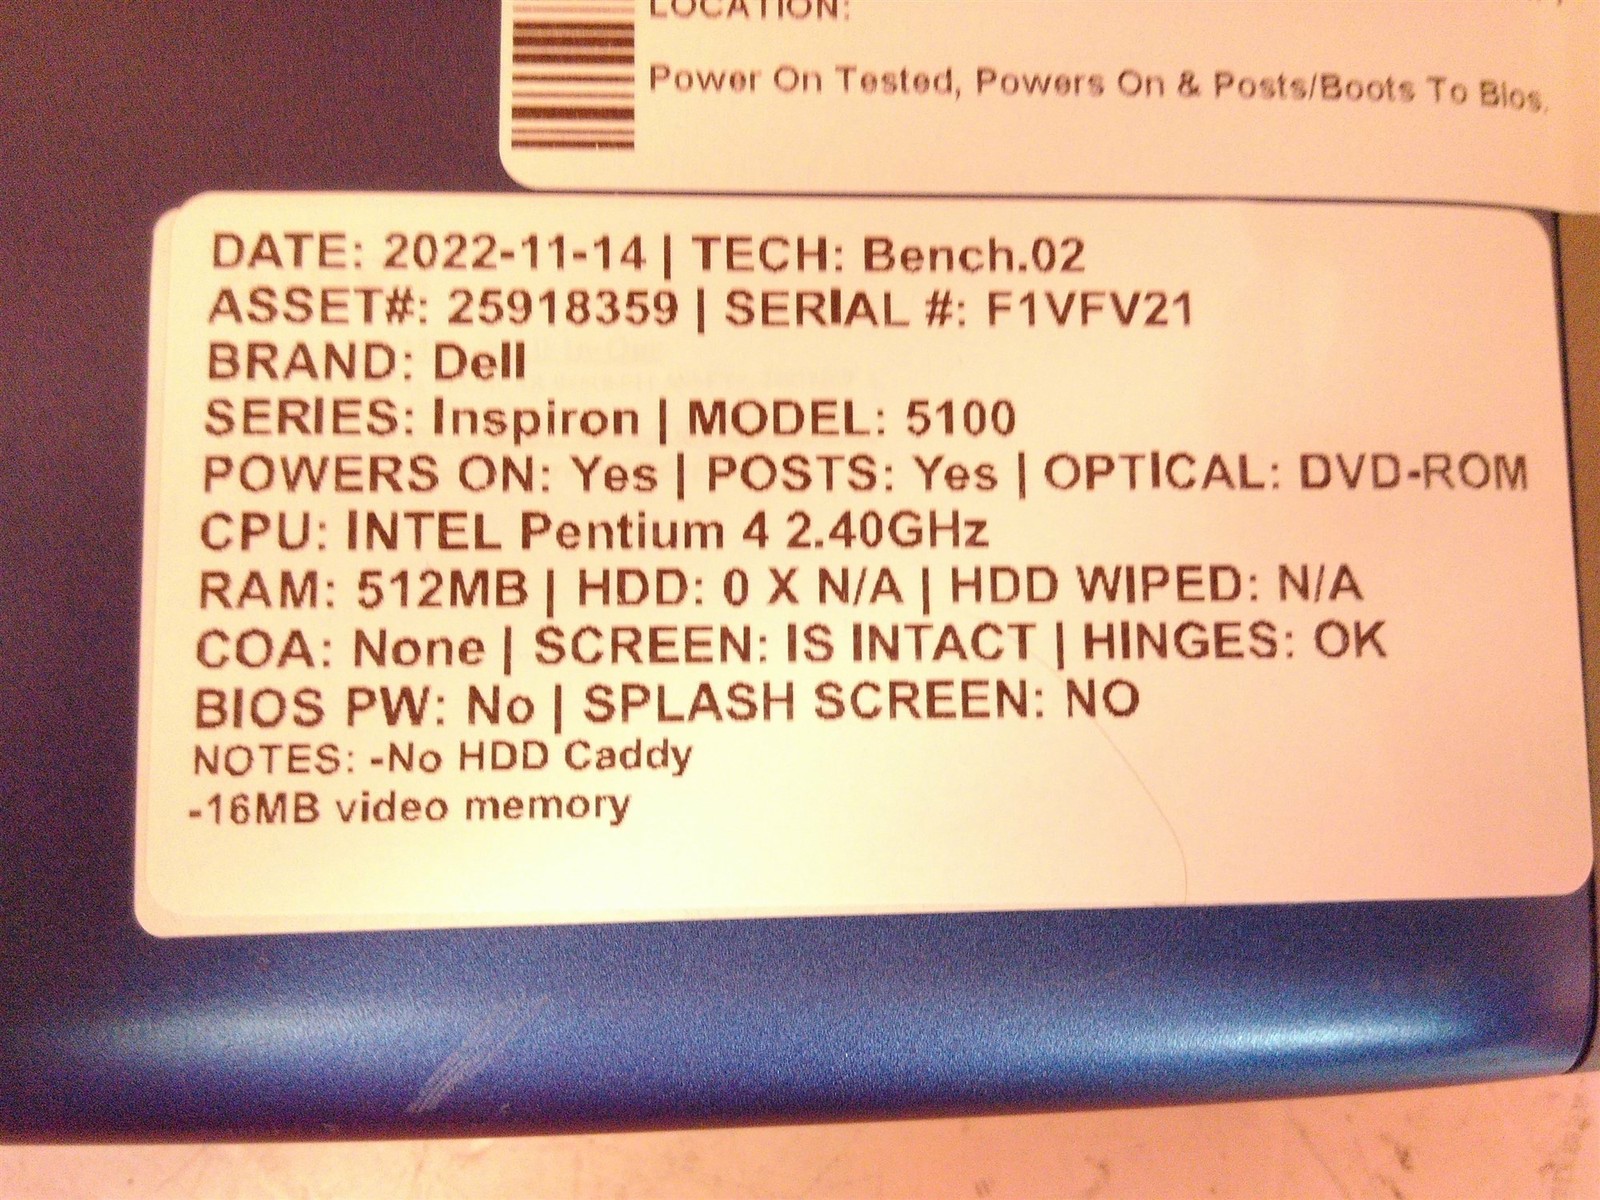 LOCATION:
Power On Tested, Powers On & Posts/Boots To Bios.
DATE: 2022-11-14 | TECH: Bench.02
ASSET#: 25918359 | SERIAL #: F1VFV21
BRAND: Dell
SERIES: Inspiron | MODEL: 5100
POWERS ON: Yes | POSTS: Yes | OPTICAL: DVD-ROM
CPU: INTEL Pentium 4 2.40GHz
RAM: 512MB | HDD: 0 X N/A | HDD WIPED: N/A
COA: None | SCREEN: IS INTACT | HINGES: OK
BIOS PW: No | SPLASH SCREEN: NO
NOTES: -No HDD Caddy
-16MB video memory